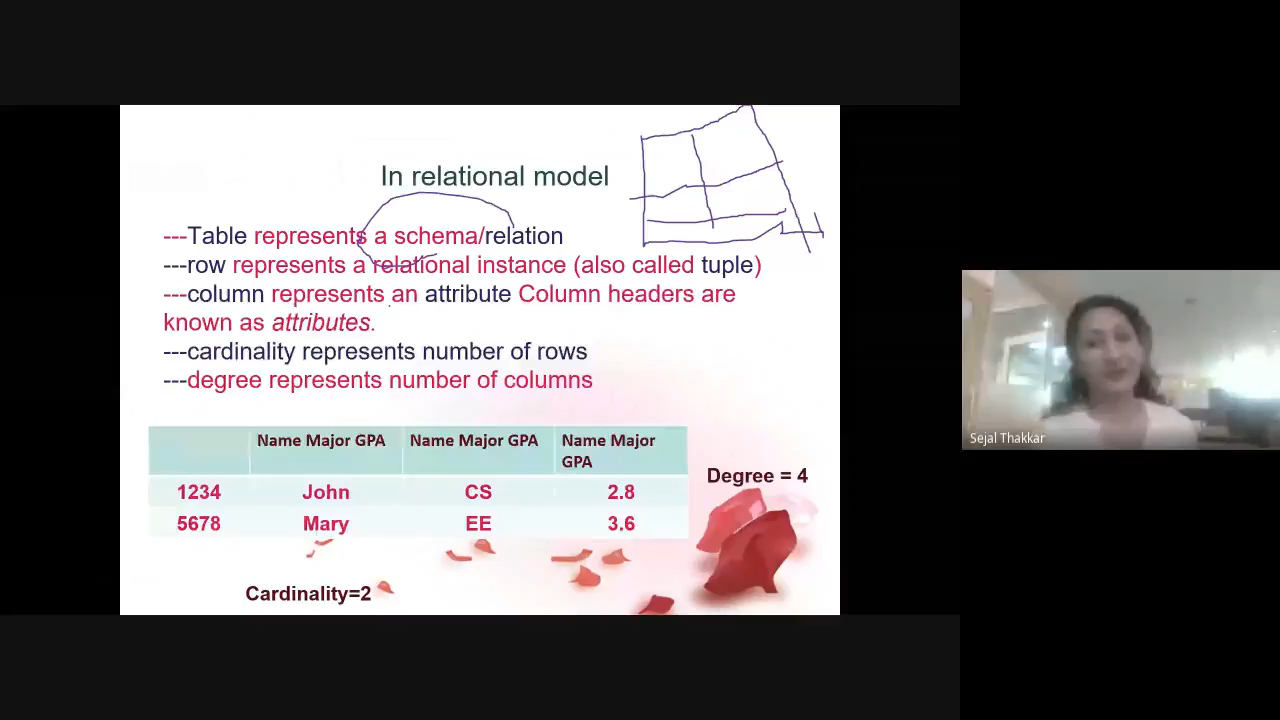 In relational model
---Table represents a schema/relation
---row represents a relational instance (also called tuple)
---column represents an attribute Column headers are
known as attributes.
---cardinality represents number of rows
---degree represents number of columns
Name Major GPA Name Major GPA Name Major
GPA
1234 John CS 2.8
5678 Mary EE 3.6
Degree = 4
Cardinality=2
Sejal Thakkar